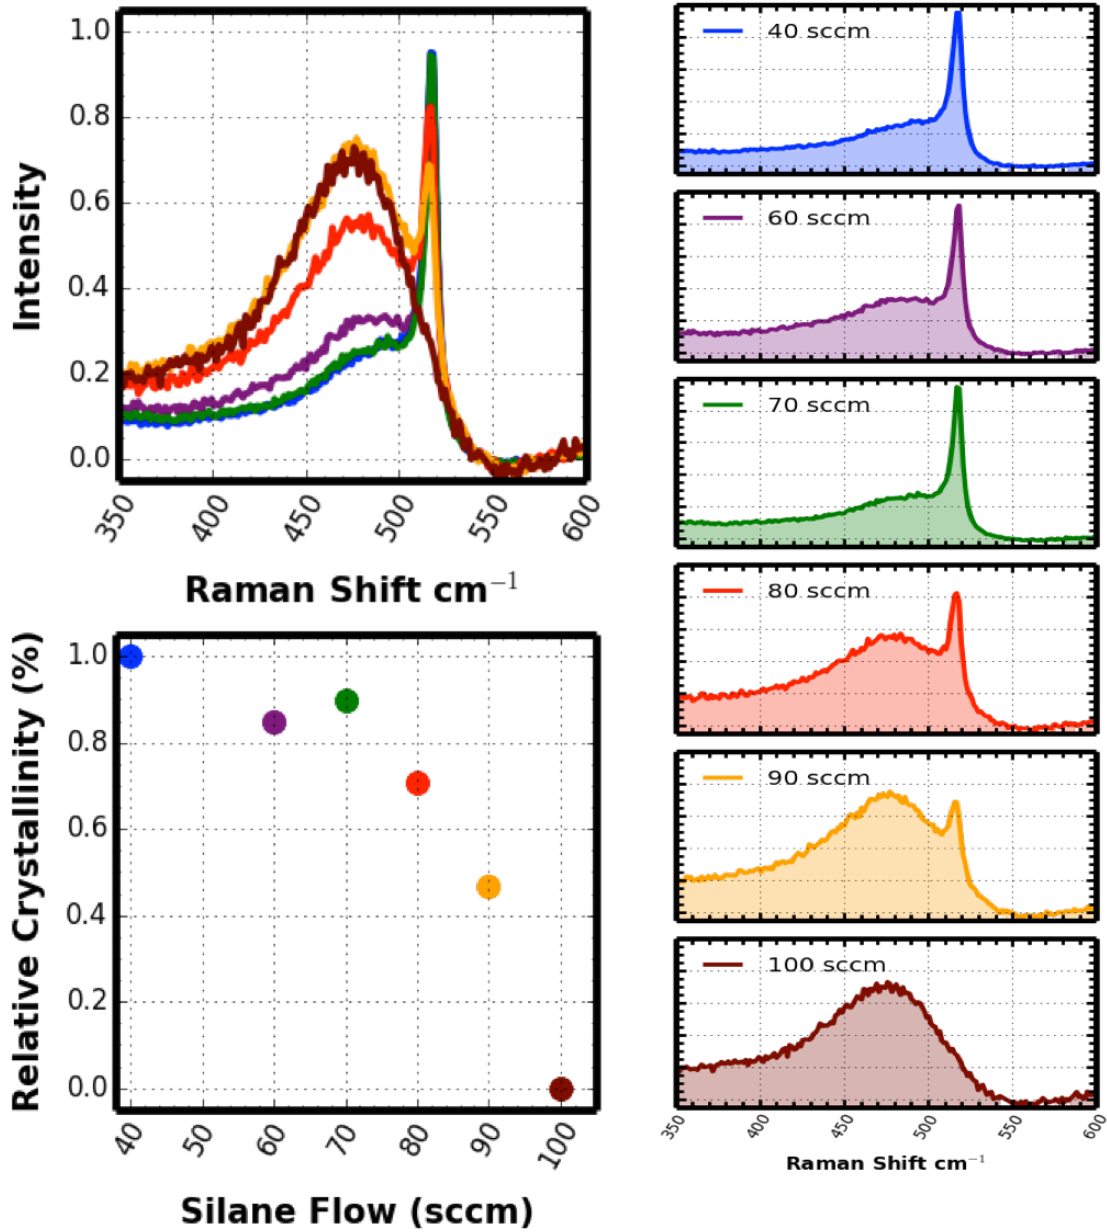 1.0
0.8
0.6
0.4
0.2
0.0
Intensity
350 400 450 500 550 600
Raman Shift cm⁻¹
1.0
0.8
0.6
0.4
0.2
0.0
Relative Crystallinity (%)
40 50 60 70 80 90 100
Silane Flow (sccm)
40 sccm
60 sccm
70 sccm
80 sccm
90 sccm
100 sccm
350 400 450 500 550 600
Raman Shift cm⁻¹